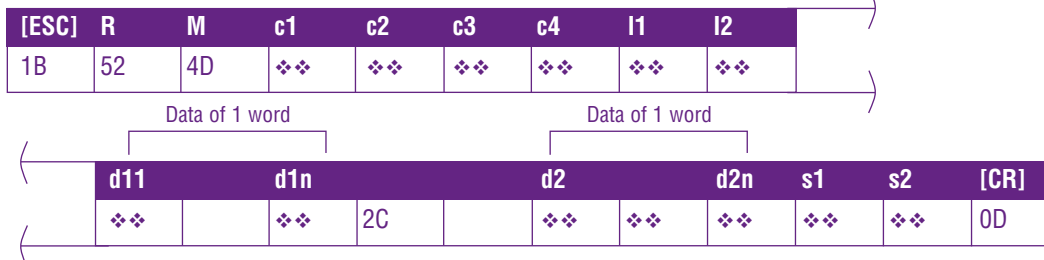 [ESC] R M c1 c2 c3 c4 l1 l2
1B 52 4D ❖❖ ❖❖ ❖❖ ❖❖ ❖❖ ❖❖
Data of 1 word Data of 1 word
d11 d1n d2 d2n s1 s2 [CR]
❖❖ ❖❖ 2C ❖❖ ❖❖ ❖❖ ❖❖ ❖❖ 0D